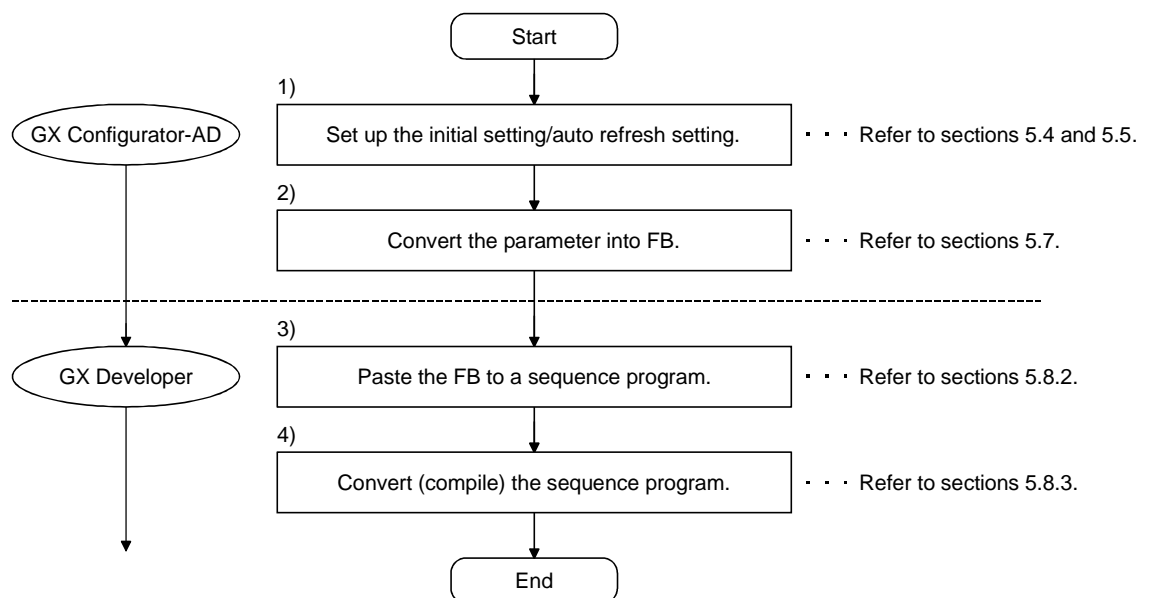 Start
1)
GX Configurator-AD
Set up the initial setting/auto refresh setting.
· · · Refer to sections 5.4 and 5.5.
2)
Convert the parameter into FB.
· · · Refer to sections 5.7.
3)
GX Developer
Paste the FB to a sequence program.
· · · Refer to sections 5.8.2.
4)
Convert (compile) the sequence program.
· · · Refer to sections 5.8.3.
End